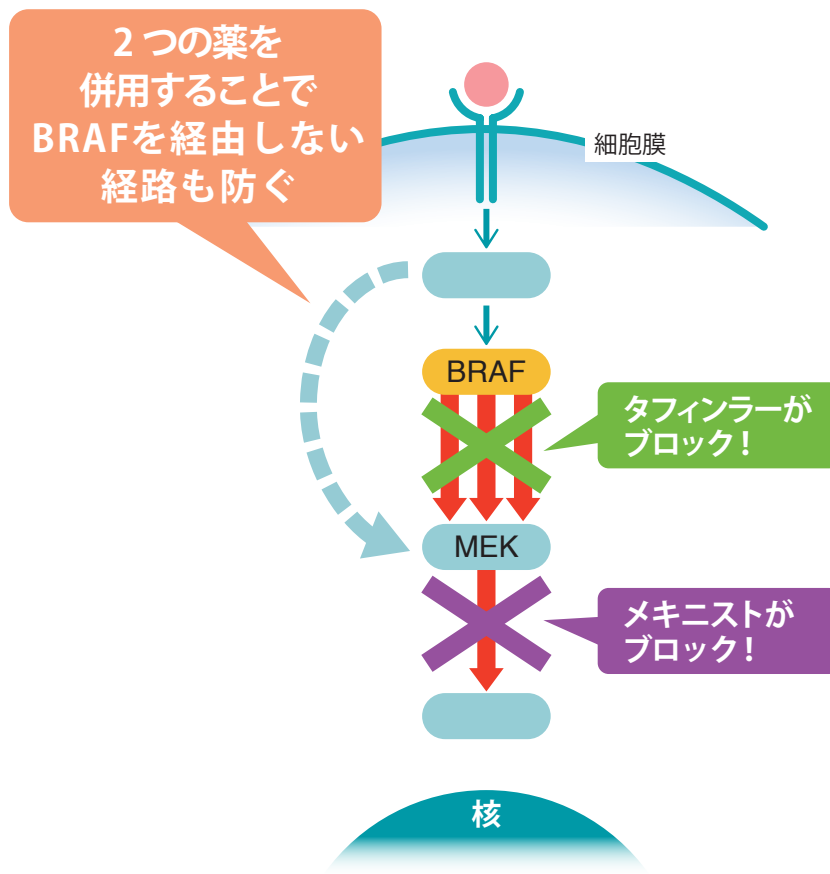 2つの薬を
併用することで
BRAFを経由しない
経路も防ぐ
細胞膜
BRAF
タフィンラーが
ブロック!
MEK
メキニストが
ブロック!
核